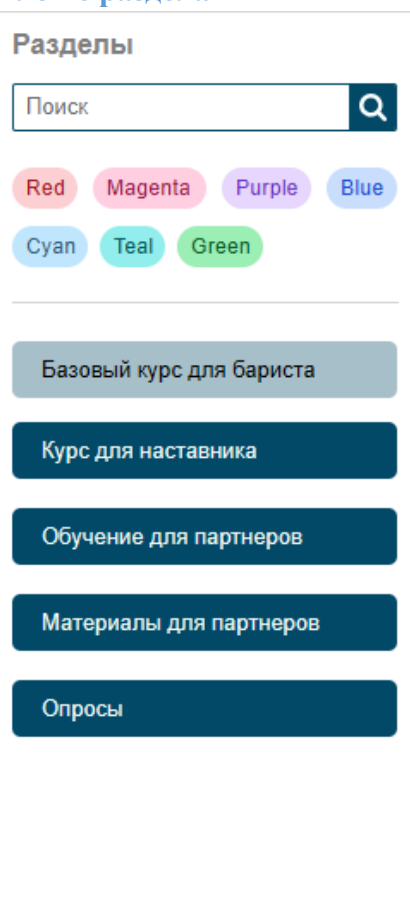 Разделы
Поиск
Red Magenta Purple Blue
Cyan Teal Green
Базовый курс для бариста
Курс для наставника
Обучение для партнеров
Материалы для партнеров
Опросы